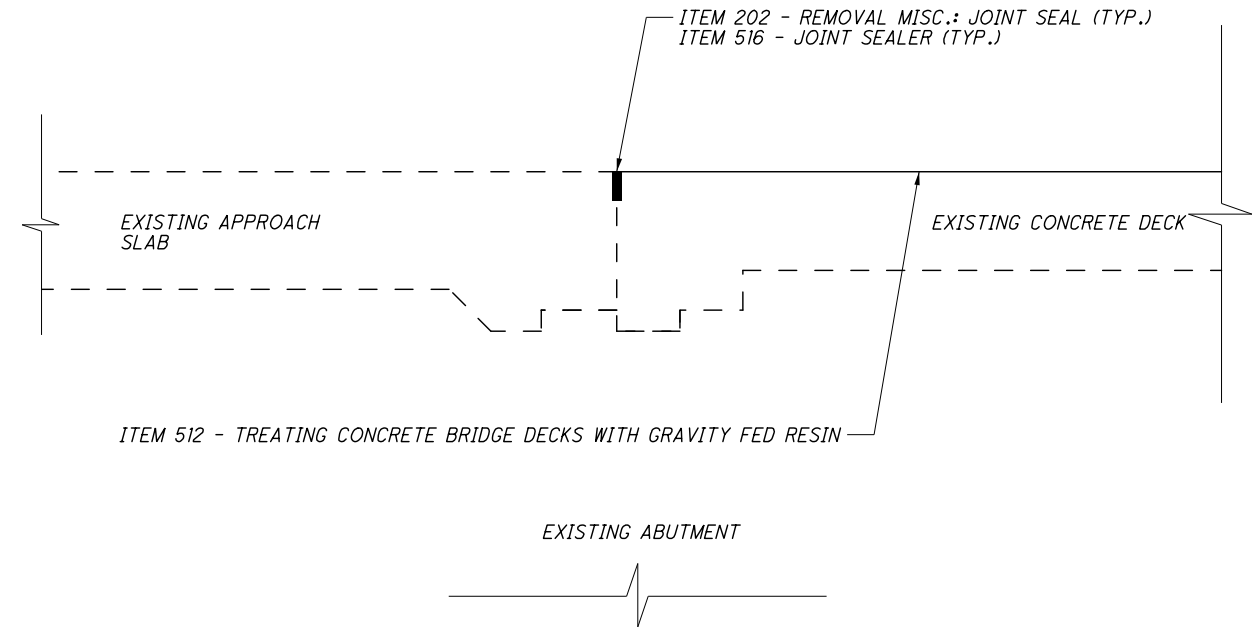 ITEM 202 - REMOVAL MISC.: JOINT SEAL (TYP.)
ITEM 516 - JOINT SEALER (TYP.)
EXISTING APPROACH
SLAB
EXISTING CONCRETE DECK
ITEM 512 - TREATING CONCRETE BRIDGE DECKS WITH GRAVITY FED RESIN
EXISTING ABUTMENT